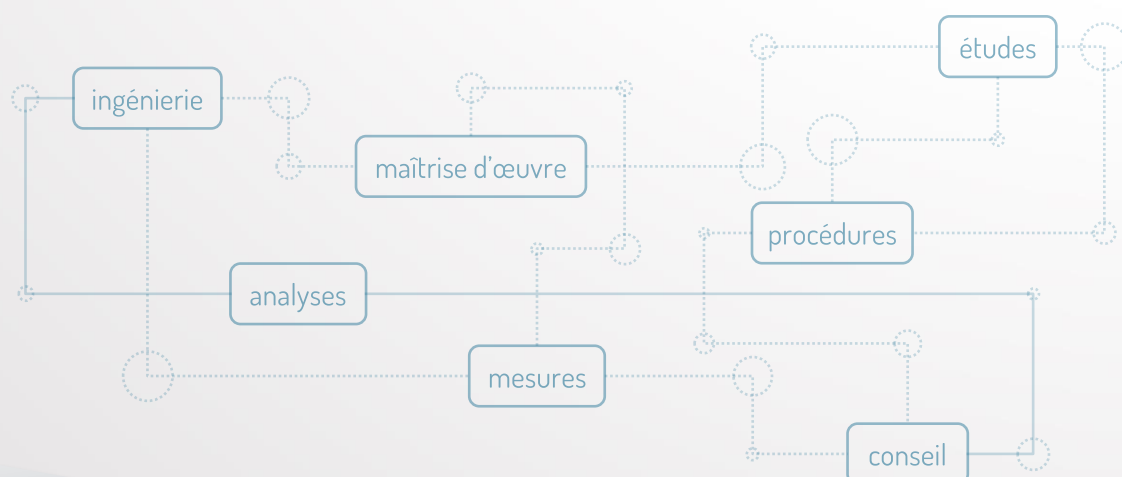 études
ingénierie
maîtrise d'œuvre
procédures
analyses
mesures
conseil